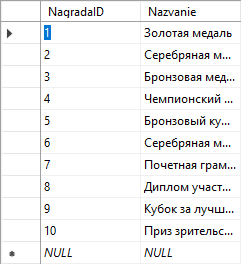 NagradaID Nazvanie
1 Золотая медаль
2 Серебряная м...
3 Бронзовая мед...
4 Чемпионский ...
5 Бронзовый ку...
6 Серебряная м...
7 Почетная грам...
8 Диплом участ...
9 Кубок за лучш...
10 Приз зрительс...
NULL NULL